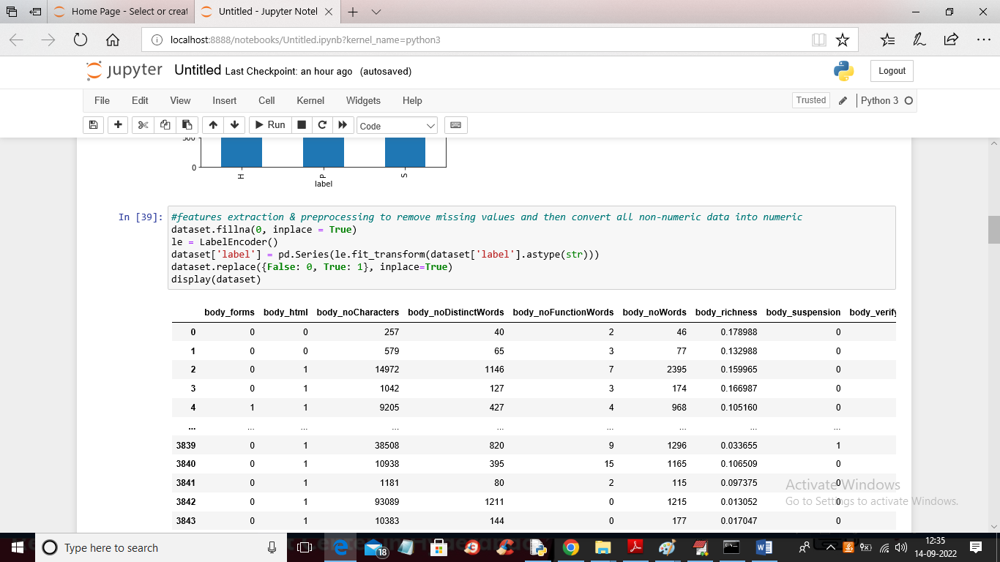 Home Page - Select or creat
Untitled - Jupyter Notel
localhost:8888/notebooks/Untitled.ipynb?kernel_name=python3
jupyter Untitled Last Checkpoint: an hour ago (autosaved)
Logout
File Edit View Insert Cell Kernel Widgets Help
Trusted Python 3
Run Code
500
0
H P S
label
In [39]:
#features extraction & preprocessing to remove missing values and then convert all non-numeric data into numeric
dataset.fillna(0, inplace = True)
le = LabelEncoder()
dataset['label'] = pd.Series(le.fit_transform(dataset['label'].astype(str)))
dataset.replace({False: 0, True: 1}, inplace=True)
display(dataset)
body_forms body_html body_noCharacters body_noDistinctWords body_noFunctionWords body_noWords body_richness body_suspension body_verify
0 0 0 257 40 2 46 0.178988 0
1 0 0 579 65 3 77 0.132988 0
2 0 1 14972 1146 7 2395 0.159965 0
3 0 1 1042 127 3 174 0.166987 0
4 1 1 9205 427 4 968 0.105160 0
... ... ... ... ... ... ... ... ...
3839 0 1 38508 820 9 1296 0.033655 1
3840 0 1 10938 395 15 1165 0.106509 0
3841 0 1 1181 80 2 115 0.097375 0
3842 0 1 93089 1211 0 1215 0.013052 0
3843 0 1 10383 144 0 177 0.017047 0
Activate Windows
Go to Settings to activate Windows.
Type here to search
18
12:35
14-09-2022